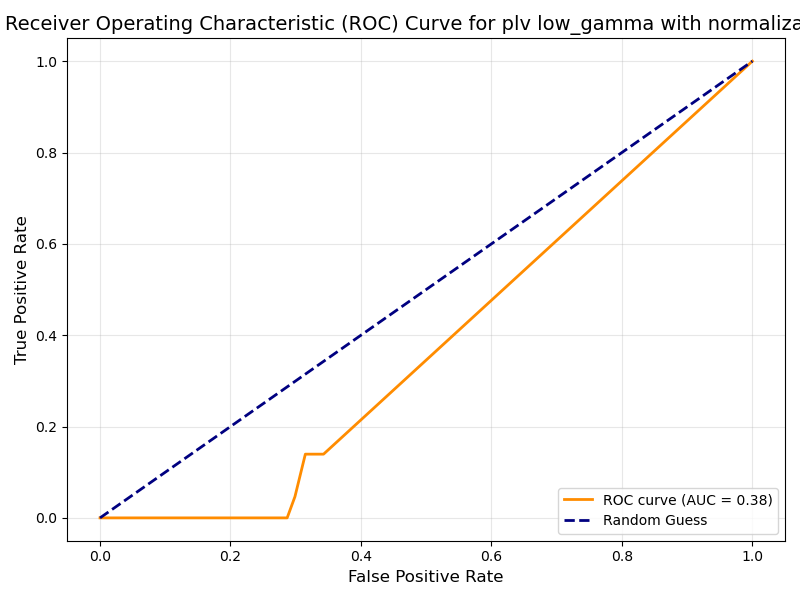 Receiver Operating Characteristic (ROC) Curve for plv low_gamma with normaliza
1.0
0.8
0.6
0.4
0.2
0.0
True Positive Rate
0.0 0.2 0.4 0.6 0.8 1.0
False Positive Rate
ROC curve (AUC = 0.38)
Random Guess